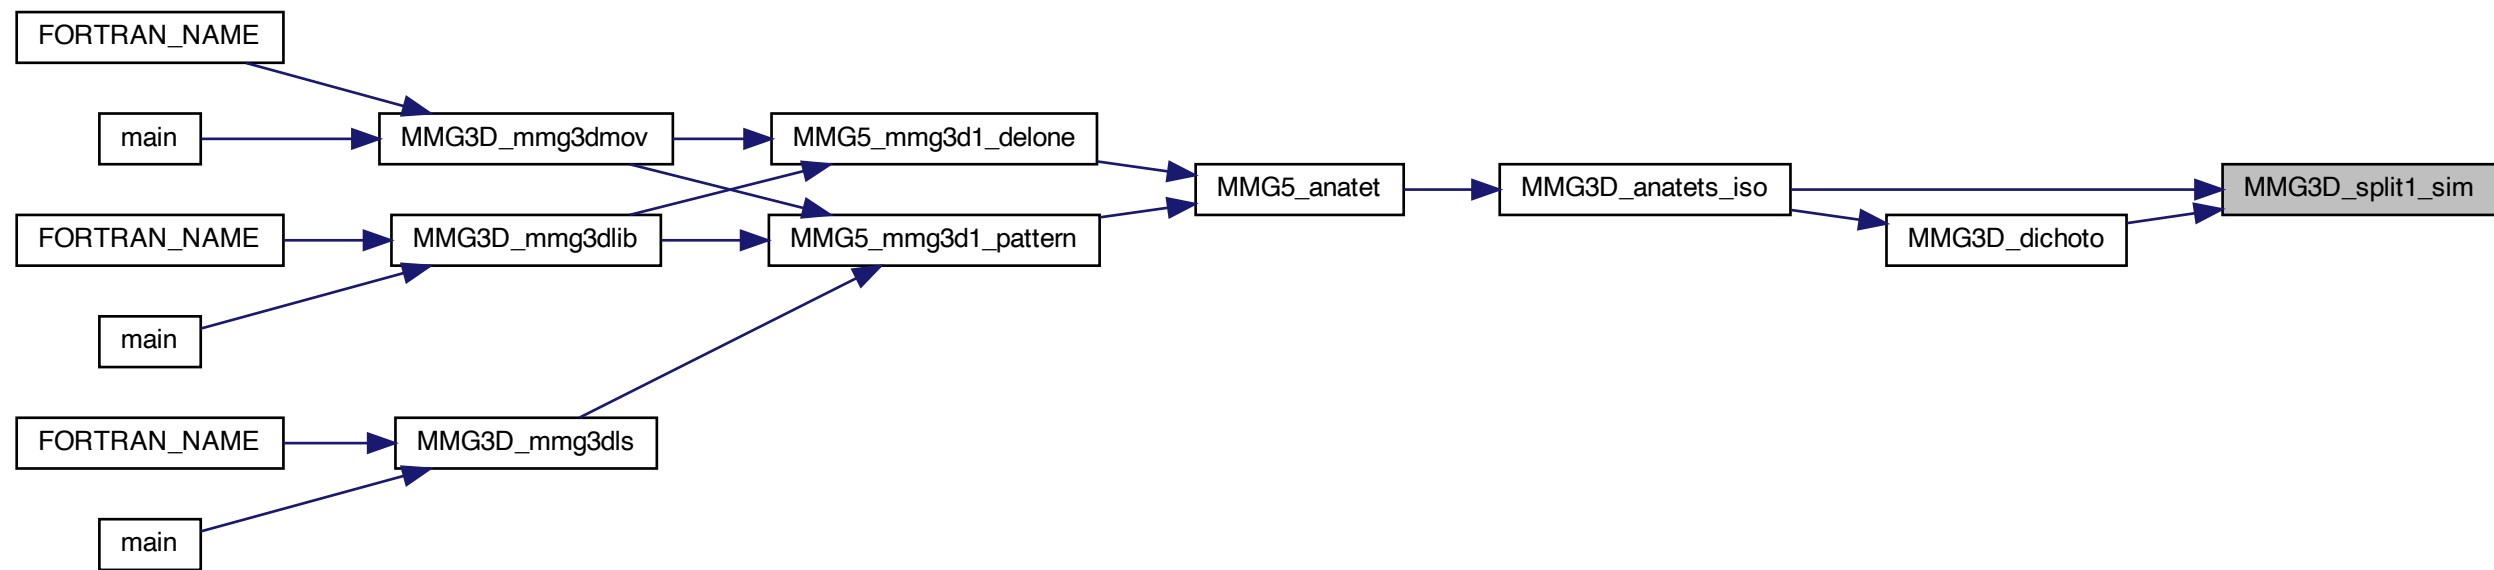 FORTRAN_NAME
main
MMG3D_mmg3dmov
MMG5_mmg3d1_delone
MMG5_anatet
MMG3D_anatets_iso
MMG3D_split1_sim
FORTRAN_NAME
MMG3D_mmg3dlib
MMG5_mmg3d1_pattern
MMG3D_dichoto
main
FORTRAN_NAME
MMG3D_mmg3dls
main